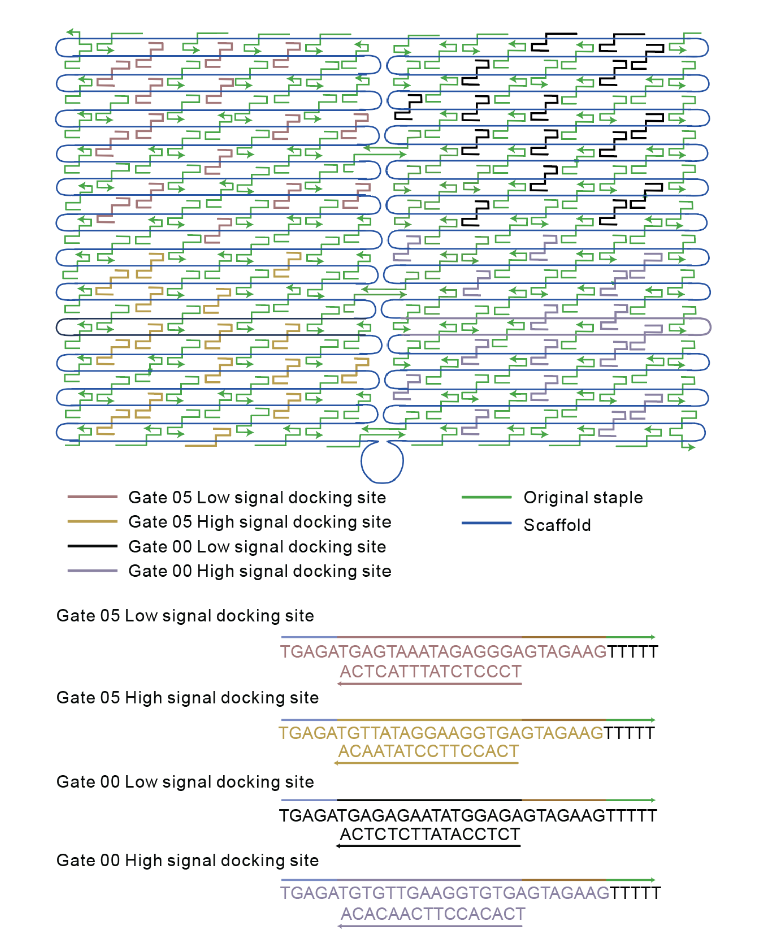 Gate 05 Low signal docking site
Gate 05 High signal docking site
Gate 00 Low signal docking site
Gate 00 High signal docking site
Original staple
Scaffold
Gate 05 Low signal docking site
TGAGATGAGTAAATAGAGGGAGTAGAAGTTTTT
ACTCATTTATCTCCCT
Gate 05 High signal docking site
TGAGATGTTATAGGAAGGTGAGTAGAAGTTTTT
ACAATATCCTTCCACT
Gate 00 Low signal docking site
TGAGATGAGAGAATATGGAGAGTAGAAGTTTTT
ACTCTCTTATACCTCT
Gate 00 High signal docking site
TGAGATGTGTTGAAGGTGTGAGTAGAAGTTTTT
ACACAACTTCCACACT